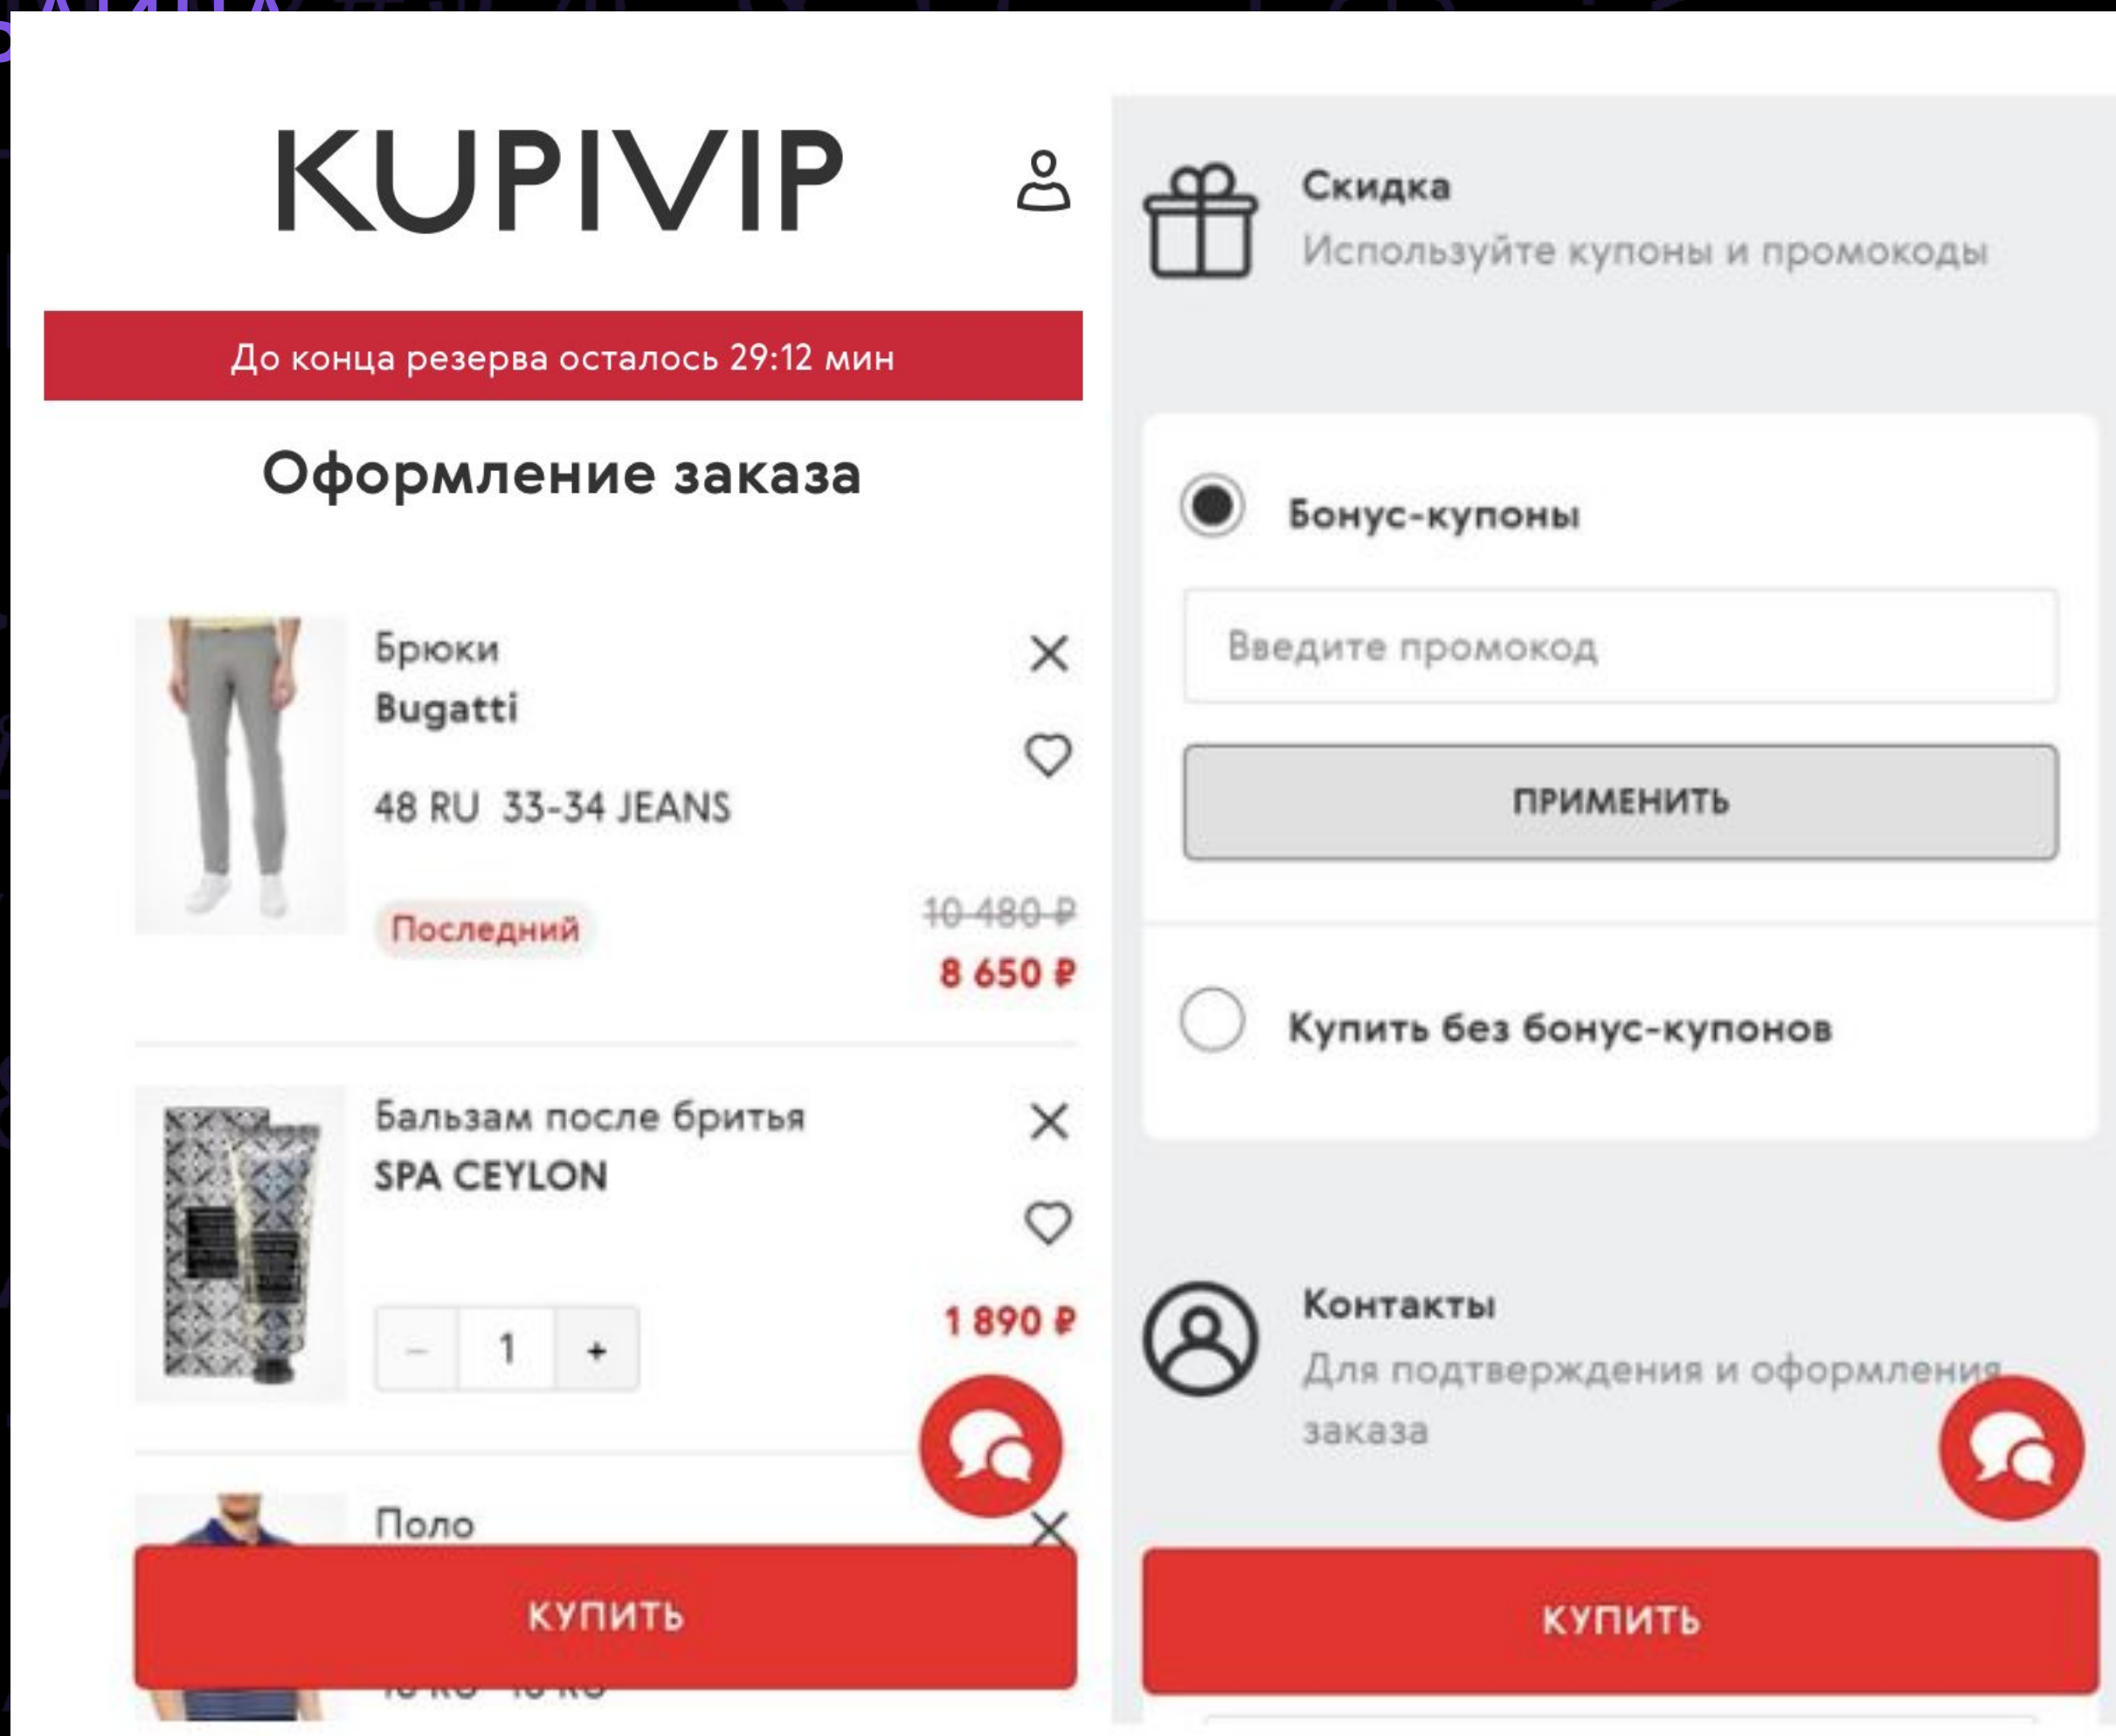 KUPIVIP
До конца резерва осталось 29:12 мин
Оформление заказа
Брюки
Bugatti
48 RU 33-34 JEANS
Последний
10 480 ₽
8 650 ₽
Бальзам после бритья
SPA CEYLON
− 1 +
1 890 ₽
Поло
КУПИТЬ
Скидка
Используйте купоны и промокоды
Бонус-купоны
Введите промокод
ПРИМЕНИТЬ
Купить без бонус-купонов
Контакты
Для подтверждения и оформления
заказа
КУПИТЬ